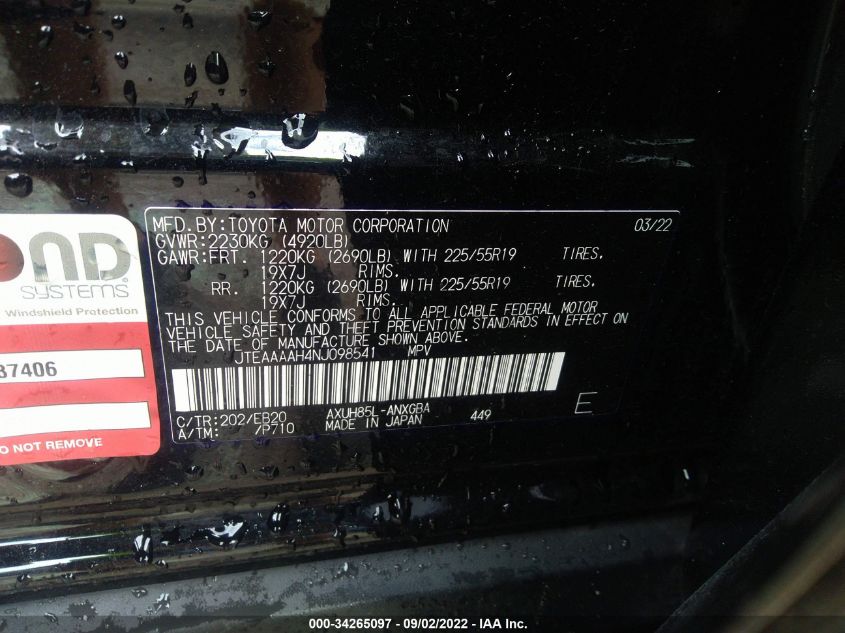 MFD.BY:TOYOTA MOTOR CORPORATION 03/22
GVWR:2230KG (4920LB)
GAWR:FRT. 1220KG (2690LB) WITH 225/55R19 TIRES.
19X7J RIMS.
RR. 1220KG (2690LB) WITH 225/55R19 TIRES.
19X7J RIMS.
THIS VEHICLE CONFORMS TO ALL APPLICABLE FEDERAL MOTOR
VEHICLE SAFETY AND THEFT PREVENTION STANDARDS IN EFFECT ON
THE DATE OF MANUFACTURE SHOWN ABOVE.
JTEAAAAH4NJ098541 MPV
C/TR:202/EB20 AXUH85L-ANXGBA 449 E
A/TM: /P710 MADE IN JAPAN
OND
SYSTEMS
Windshield Protection
37406
DO NOT REMOVE
000-34265097 - 09/02/2022 - IAA Inc.